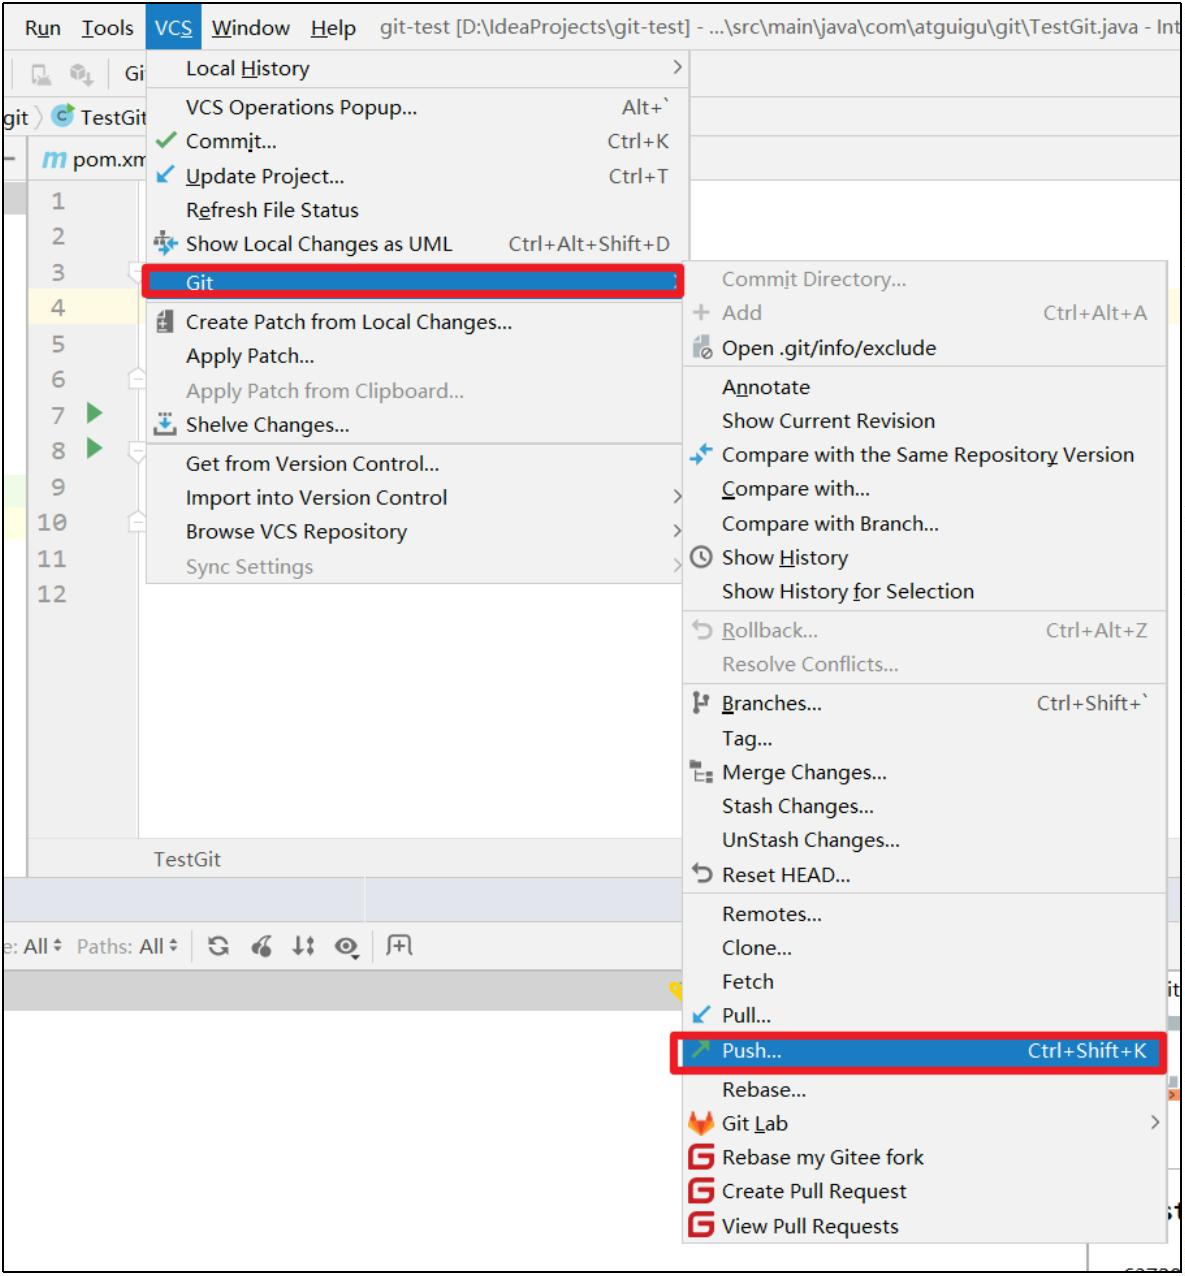 Run Tools VCS Window Help git-test [D:\IdeaProjects\git-test] - ...\src\main\java\com\atguigu\git\TestGit.java - Int
Gi
Local History
git TestGit
VCS Operations Popup... Alt+`
Commit... Ctrl+K
m pom.xm
Update Project... Ctrl+T
Refresh File Status
Show Local Changes as UML Ctrl+Alt+Shift+D
Git
Create Patch from Local Changes...
Apply Patch...
Apply Patch from Clipboard...
Shelve Changes...
Get from Version Control...
Import into Version Control
Browse VCS Repository
Sync Settings
1
2
3
4
5
6
7
8
9
10
11
12
Commit Directory...
Add Ctrl+Alt+A
Open .git/info/exclude
Annotate
Show Current Revision
Compare with the Same Repository Version
Compare with...
Compare with Branch...
Show History
Show History for Selection
Rollback... Ctrl+Alt+Z
Resolve Conflicts...
Branches... Ctrl+Shift+`
Tag...
Merge Changes...
Stash Changes...
UnStash Changes...
Reset HEAD...
Remotes...
Clone...
Fetch
Pull...
Push... Ctrl+Shift+K
Rebase...
Git Lab
Rebase my Gitee fork
Create Pull Request
View Pull Requests
TestGit
e: All Paths: All
it